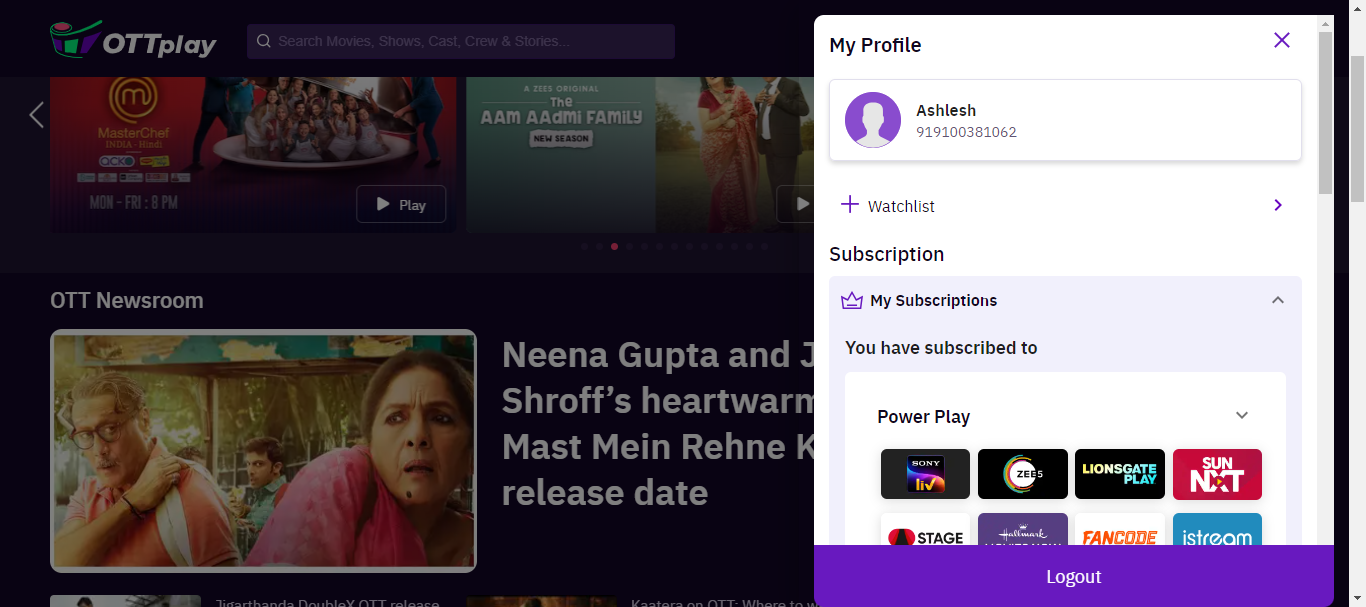 OTTplay
Search Movies, Shows, Cast, Crew & Stories...
MasterChef
INDIA - Hindi
ACKO
MON - FRI : 8 PM
Play
A ZEE5 ORIGINAL
The
AAM AADMI FAMILY
NEW SEASON
OTT Newsroom
Neena Gupta and J
Shroff’s heartwarm
Mast Mein Rehne K
release date
Jigarthanda DoubleX OTT release
Kaatera on OTT: Where to w
My Profile
Ashlesh
919100381062
Watchlist
Subscription
My Subscriptions
You have subscribed to
Power Play
SONY
liv
ZEE5
LIONSGATE
PLAY
SUN
NXT
STAGE
Hallmark
MOVIES NOW
FANCODE
istream
Logout